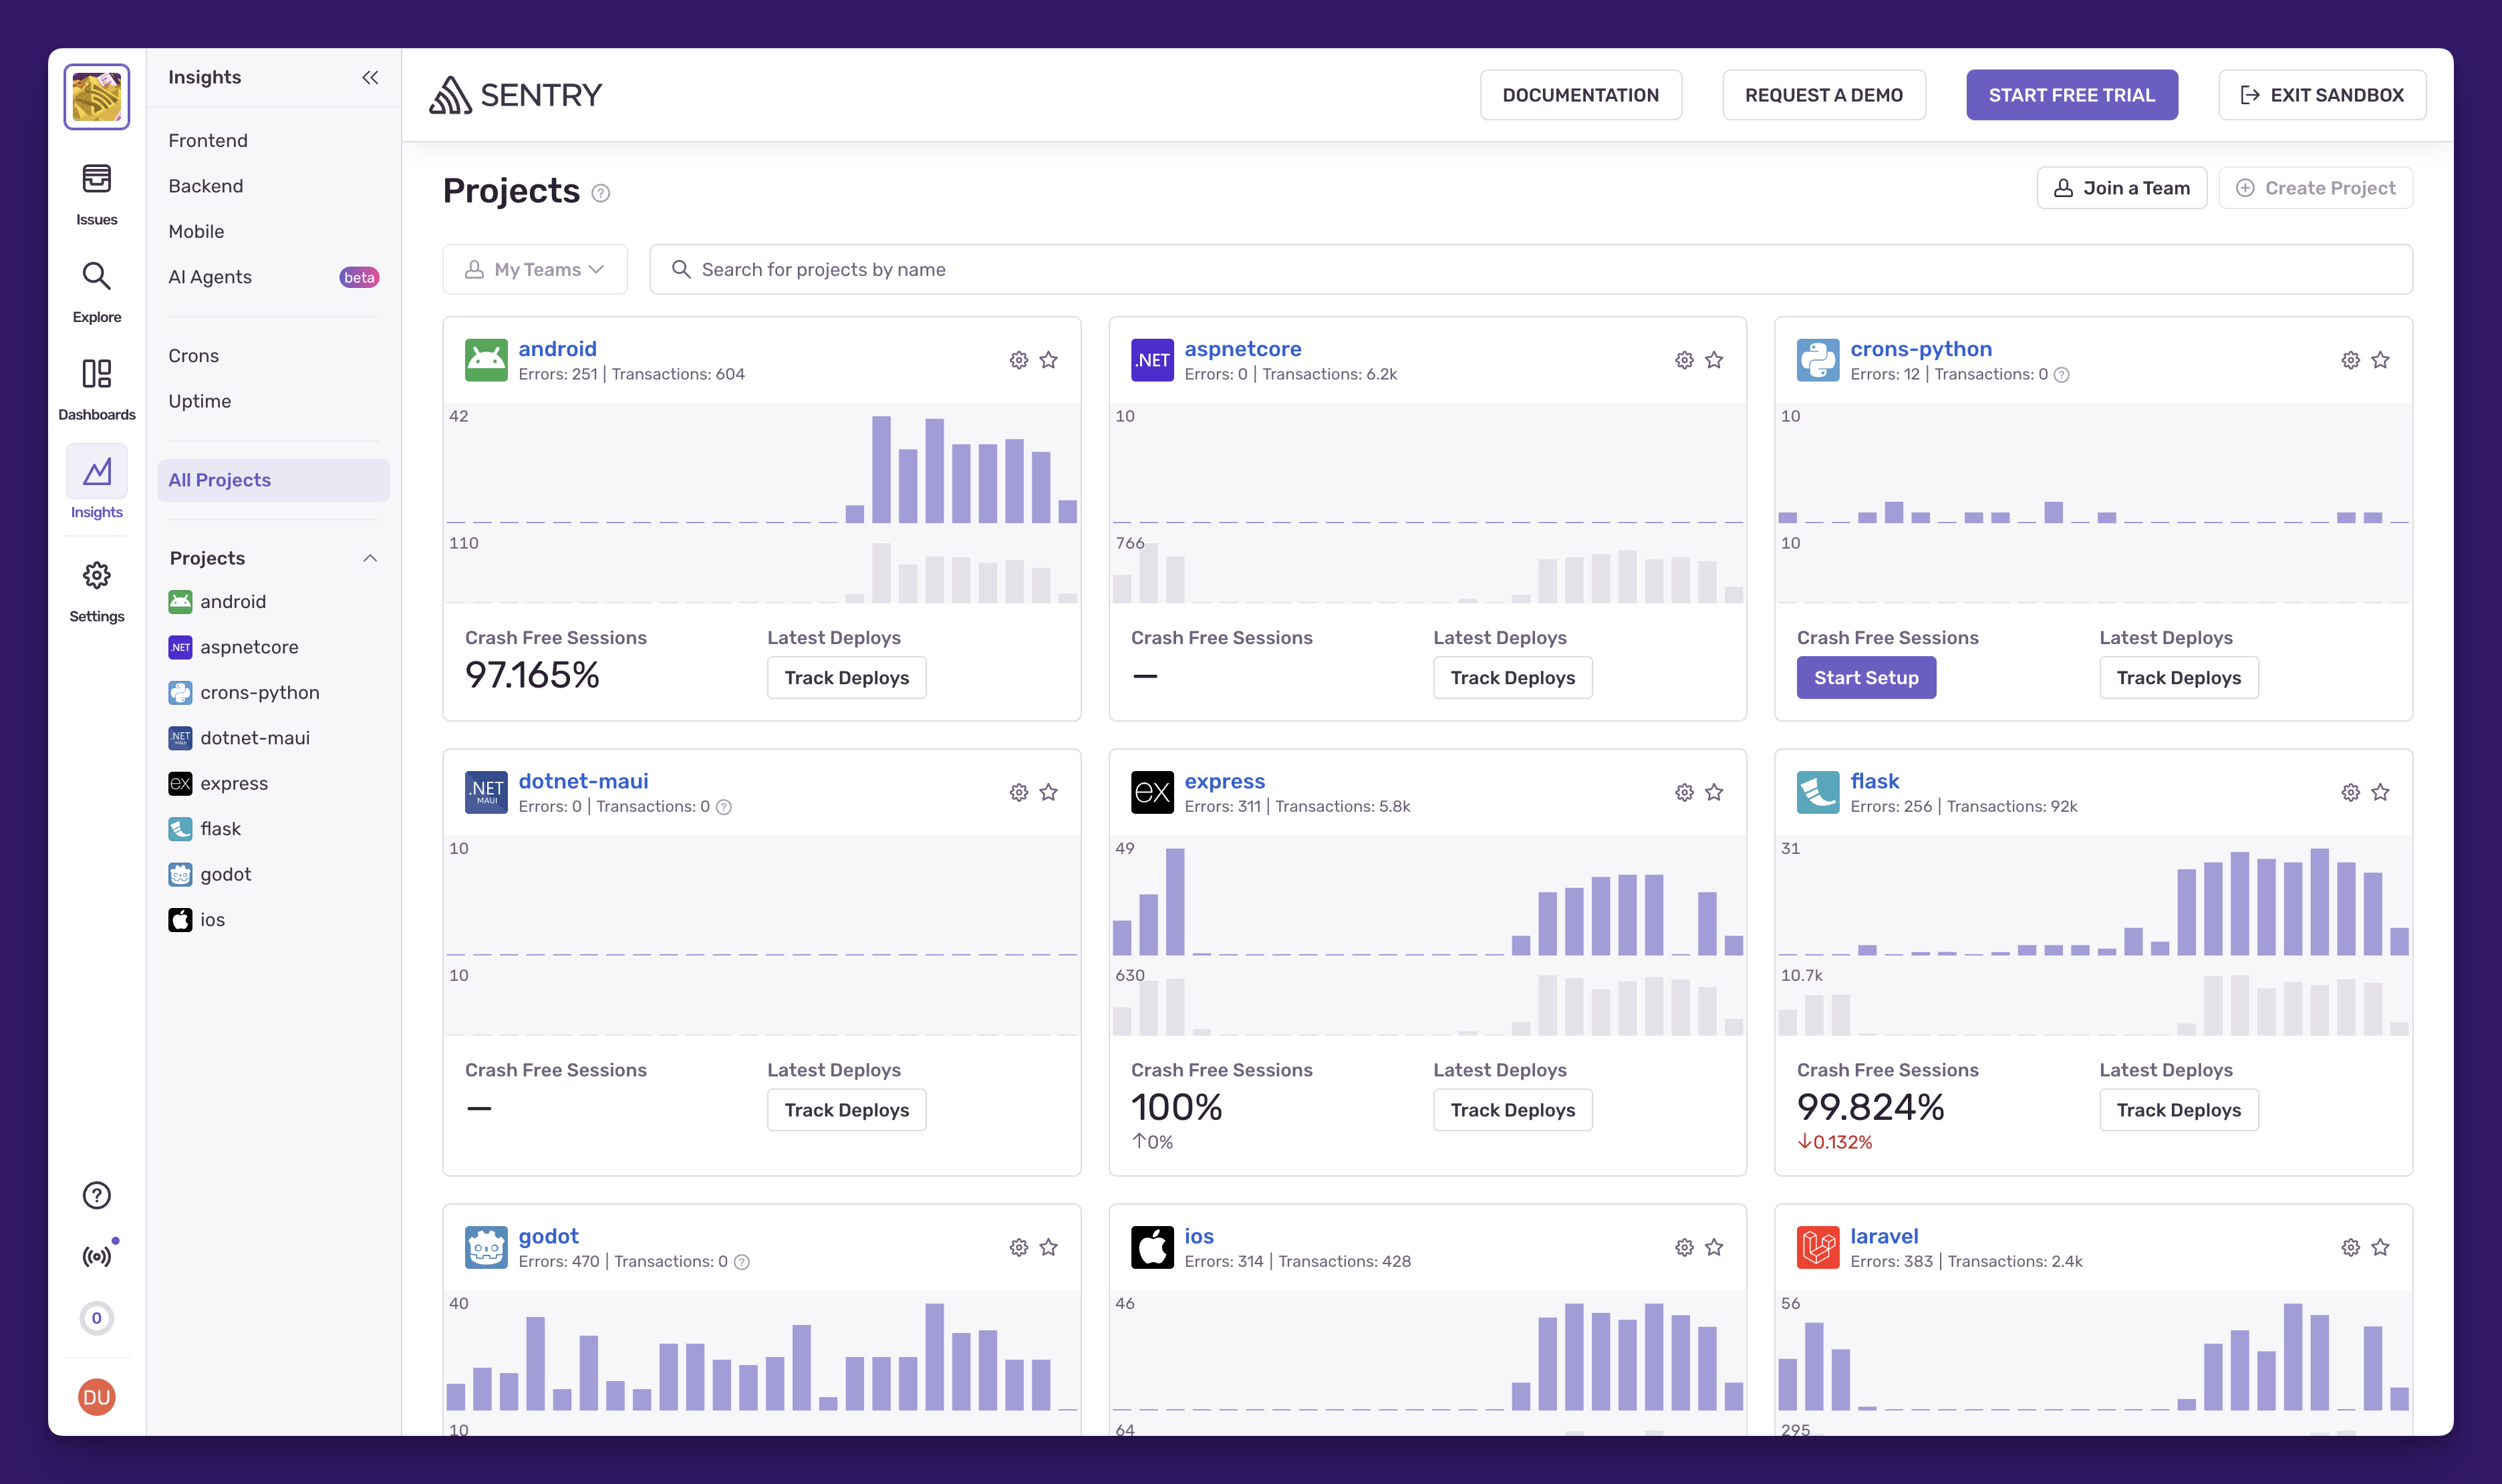 Insights
Issues
Explore
Dashboards
Insights
Settings
0
DU
Frontend
Backend
Mobile
AI Agents beta
Crons
Uptime
All Projects
Projects
android
.NET aspnetcore
crons-python
.NET MAUI dotnet-maui
ex express
flask
godot
ios
SENTRY
DOCUMENTATION
REQUEST A DEMO
START FREE TRIAL
EXIT SANDBOX
Projects ?
Join a Team
Create Project
My Teams
Search for projects by name
android
Errors: 251 | Transactions: 604
42
110
Crash Free Sessions
97.165%
Latest Deploys
Track Deploys
.NET
aspnetcore
Errors: 0 | Transactions: 6.2k
10
766
Crash Free Sessions
—
Latest Deploys
Track Deploys
crons-python
Errors: 12 | Transactions: 0 ?
10
10
Crash Free Sessions
Start Setup
Latest Deploys
Track Deploys
.NET
MAUI
dotnet-maui
Errors: 0 | Transactions: 0 ?
10
10
Crash Free Sessions
—
Latest Deploys
Track Deploys
ex
express
Errors: 311 | Transactions: 5.8k
49
630
Crash Free Sessions
100%
↑0%
Latest Deploys
Track Deploys
flask
Errors: 256 | Transactions: 92k
31
10.7k
Crash Free Sessions
99.824%
↓0.132%
Latest Deploys
Track Deploys
godot
Errors: 470 | Transactions: 0 ?
40
10
ios
Errors: 314 | Transactions: 428
46
64
laravel
Errors: 383 | Transactions: 2.4k
56
295